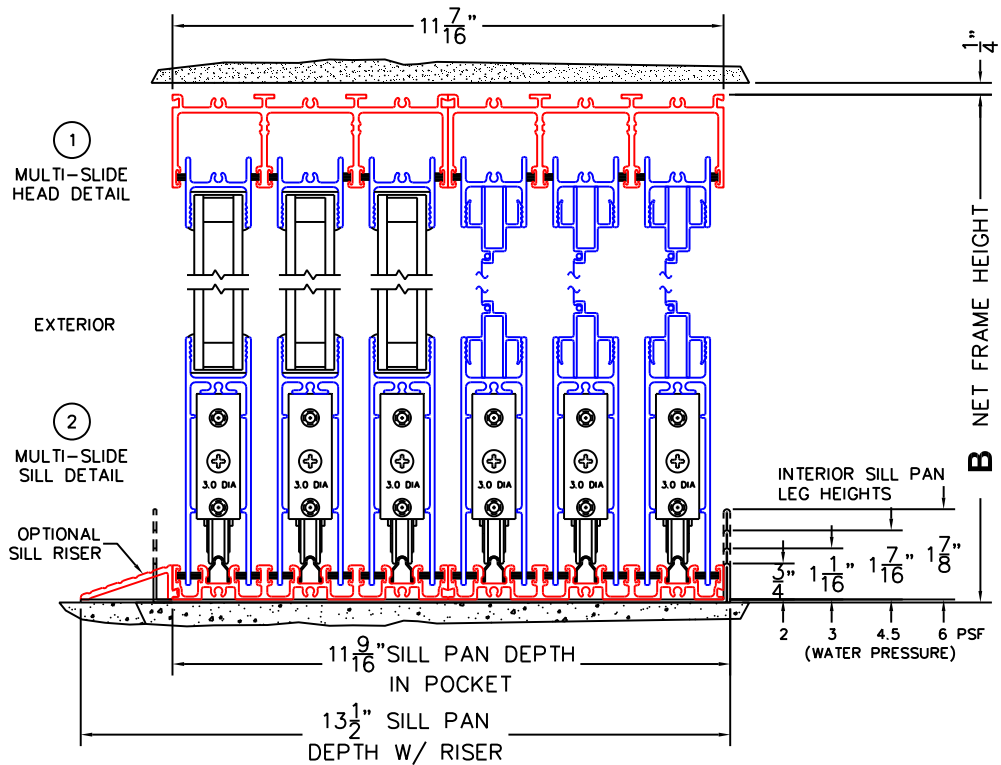 11 7/16"
1/4"
1
MULTI-SLIDE
HEAD DETAIL
EXTERIOR
2
MULTI-SLIDE
SILL DETAIL
OPTIONAL
SILL RISER
3.0 DIA
3.0 DIA
3.0 DIA
3.0 DIA
3.0 DIA
3.0 DIA
B NET FRAME HEIGHT
INTERIOR SILL PAN
LEG HEIGHTS
3/4"
1 1/16"
1 7/16"
1 7/8"
2 3 4.5 6 PSF
(WATER PRESSURE)
11 9/16" SILL PAN DEPTH
IN POCKET
13 1/2" SILL PAN
DEPTH W/ RISER